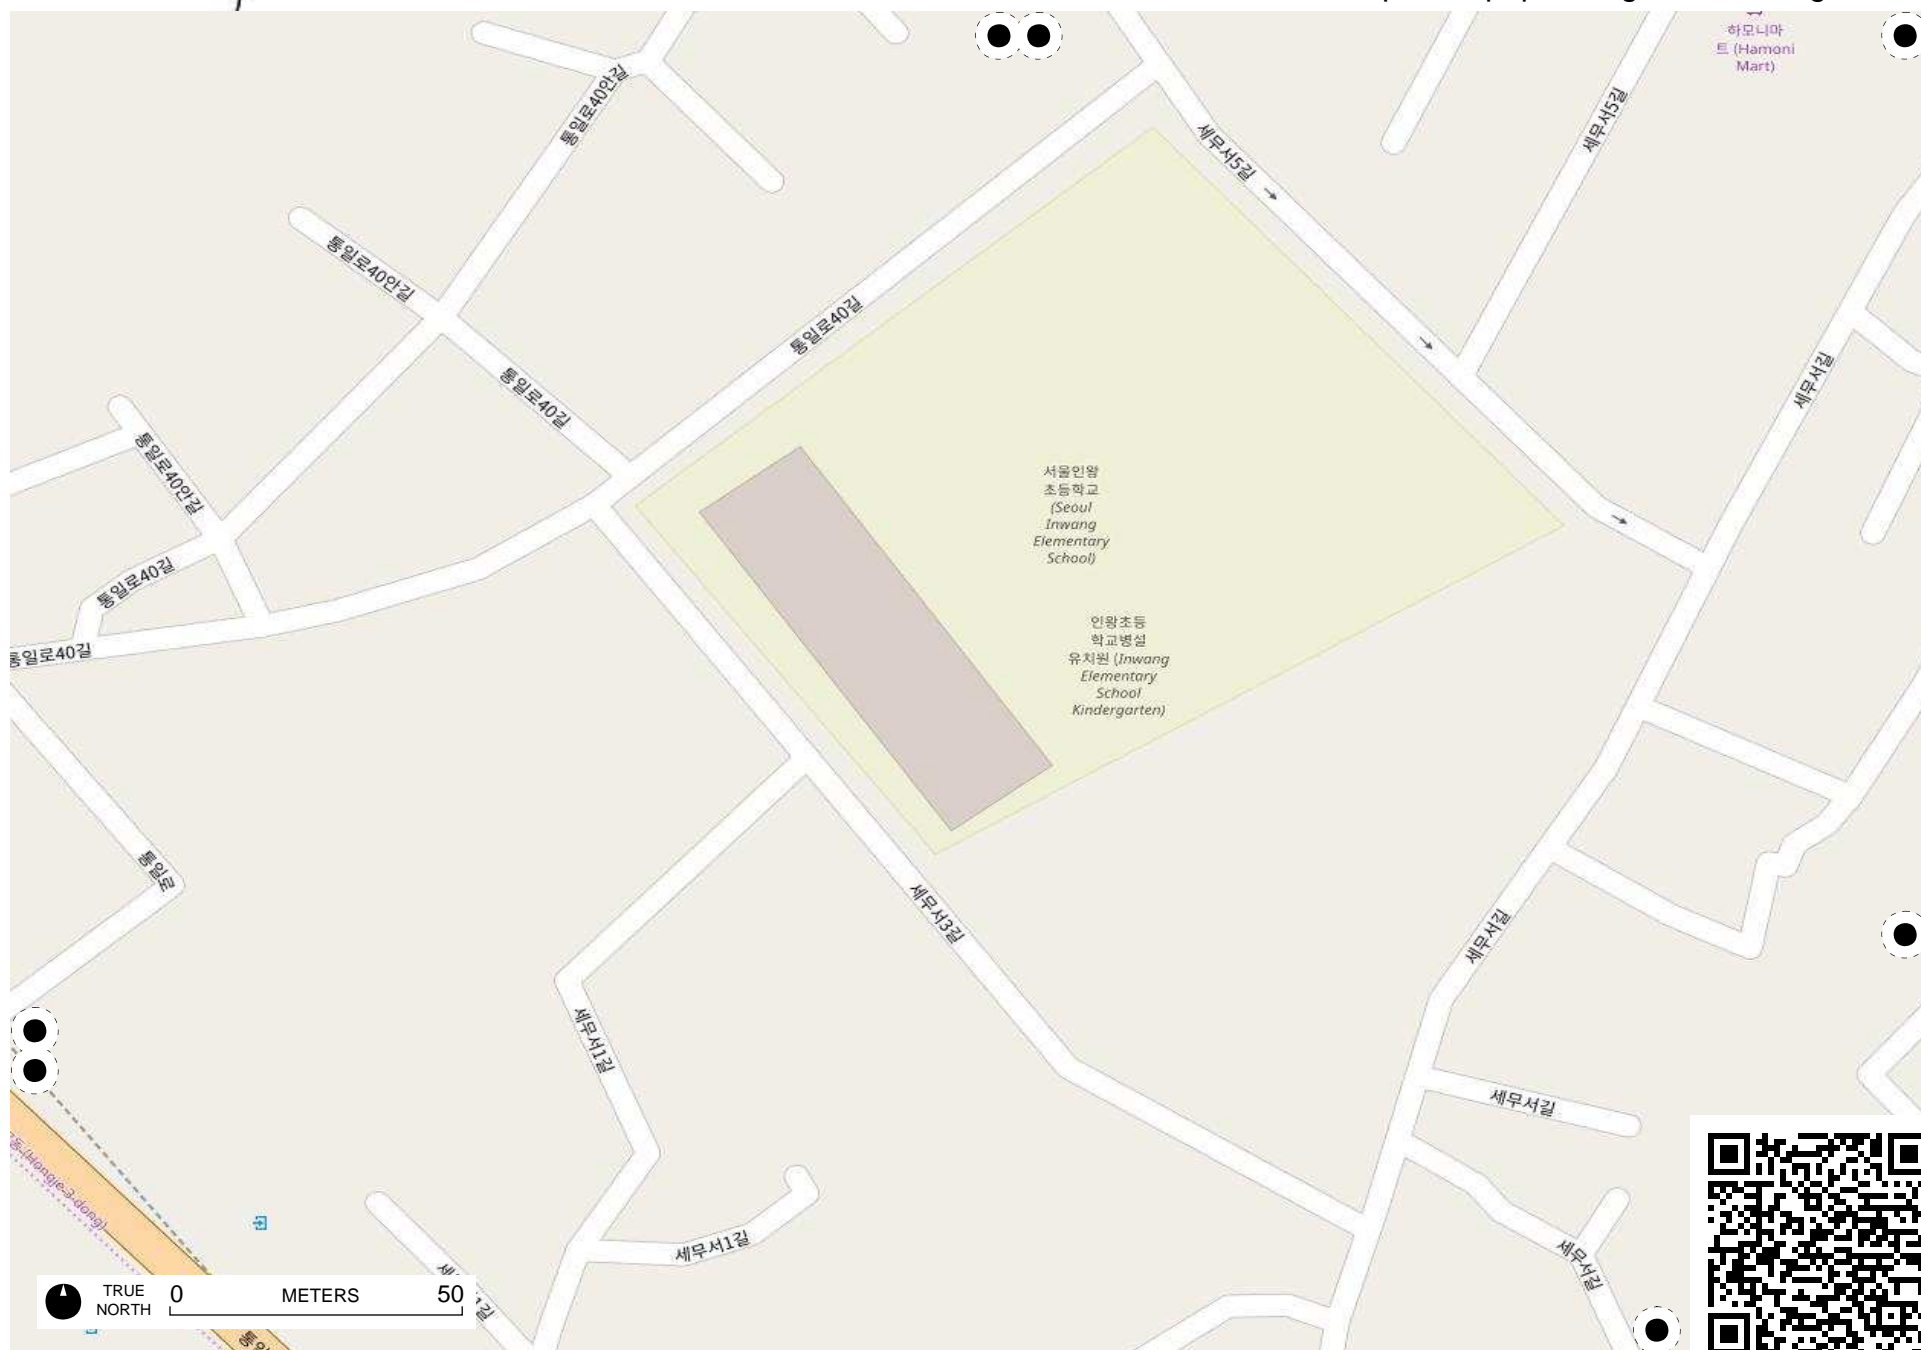 하모니마
트 (Hamoni
Mart)
통일로40안길
세무서5길
세무서5길
통일로40안길
통일로40길
통일로40길
세무서길
통일로40안길
서울인왕
초등학교
(Seoul
Inwang
Elementary
School)
통일로40길
통일로40길
인왕초등
학교병설
유치원 (Inwang
Elementary
School
Kindergarten)
통일로
세무서3길
세무서길
세무서1길
세무서길
(Hongje-3-dong)
세무서1길
세무서길
TRUE
NORTH
0 METERS 50